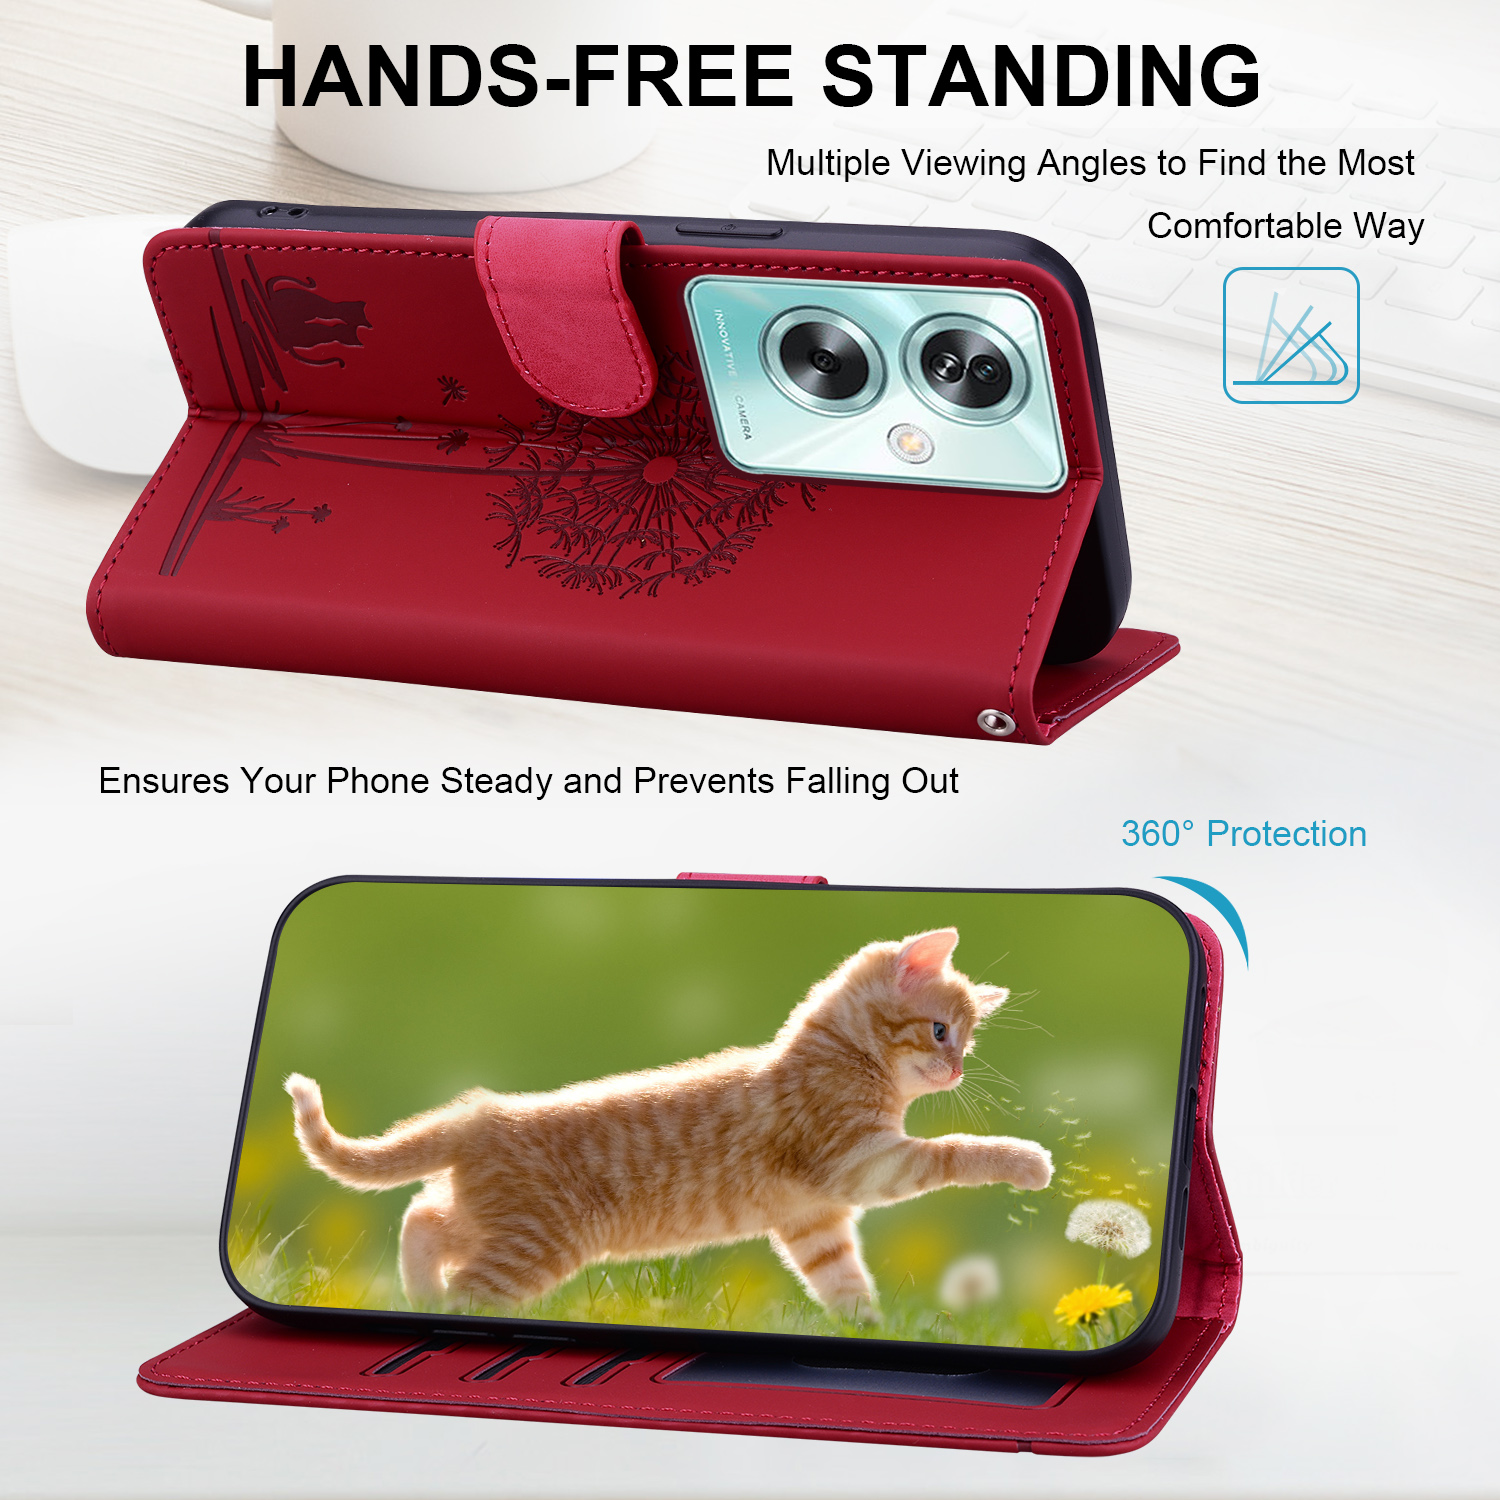 HANDS-FREE STANDING
Multiple Viewing Angles to Find the Most
Comfortable Way
INNOVATIVE CAMERA
Ensures Your Phone Steady and Prevents Falling Out
360° Protection